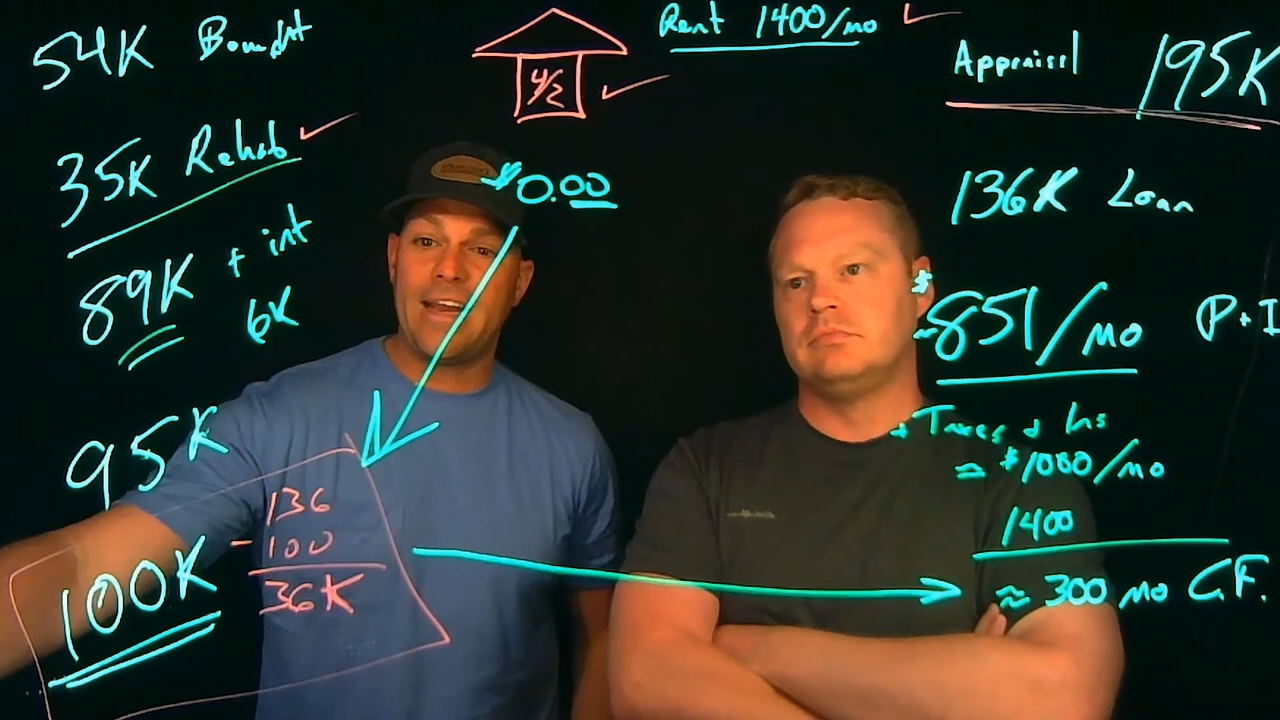 54K Bought
35K Rehab
89K + int
6K
95K
100K
136
- 100
36K
4/2
$0.00
Rent 1400/mo
Appraisal 195K
136K Loan
$
~851/mo P+I
+ Taxes + Ins
≈ $1000/mo
1400
≈ 300 mo C.F.